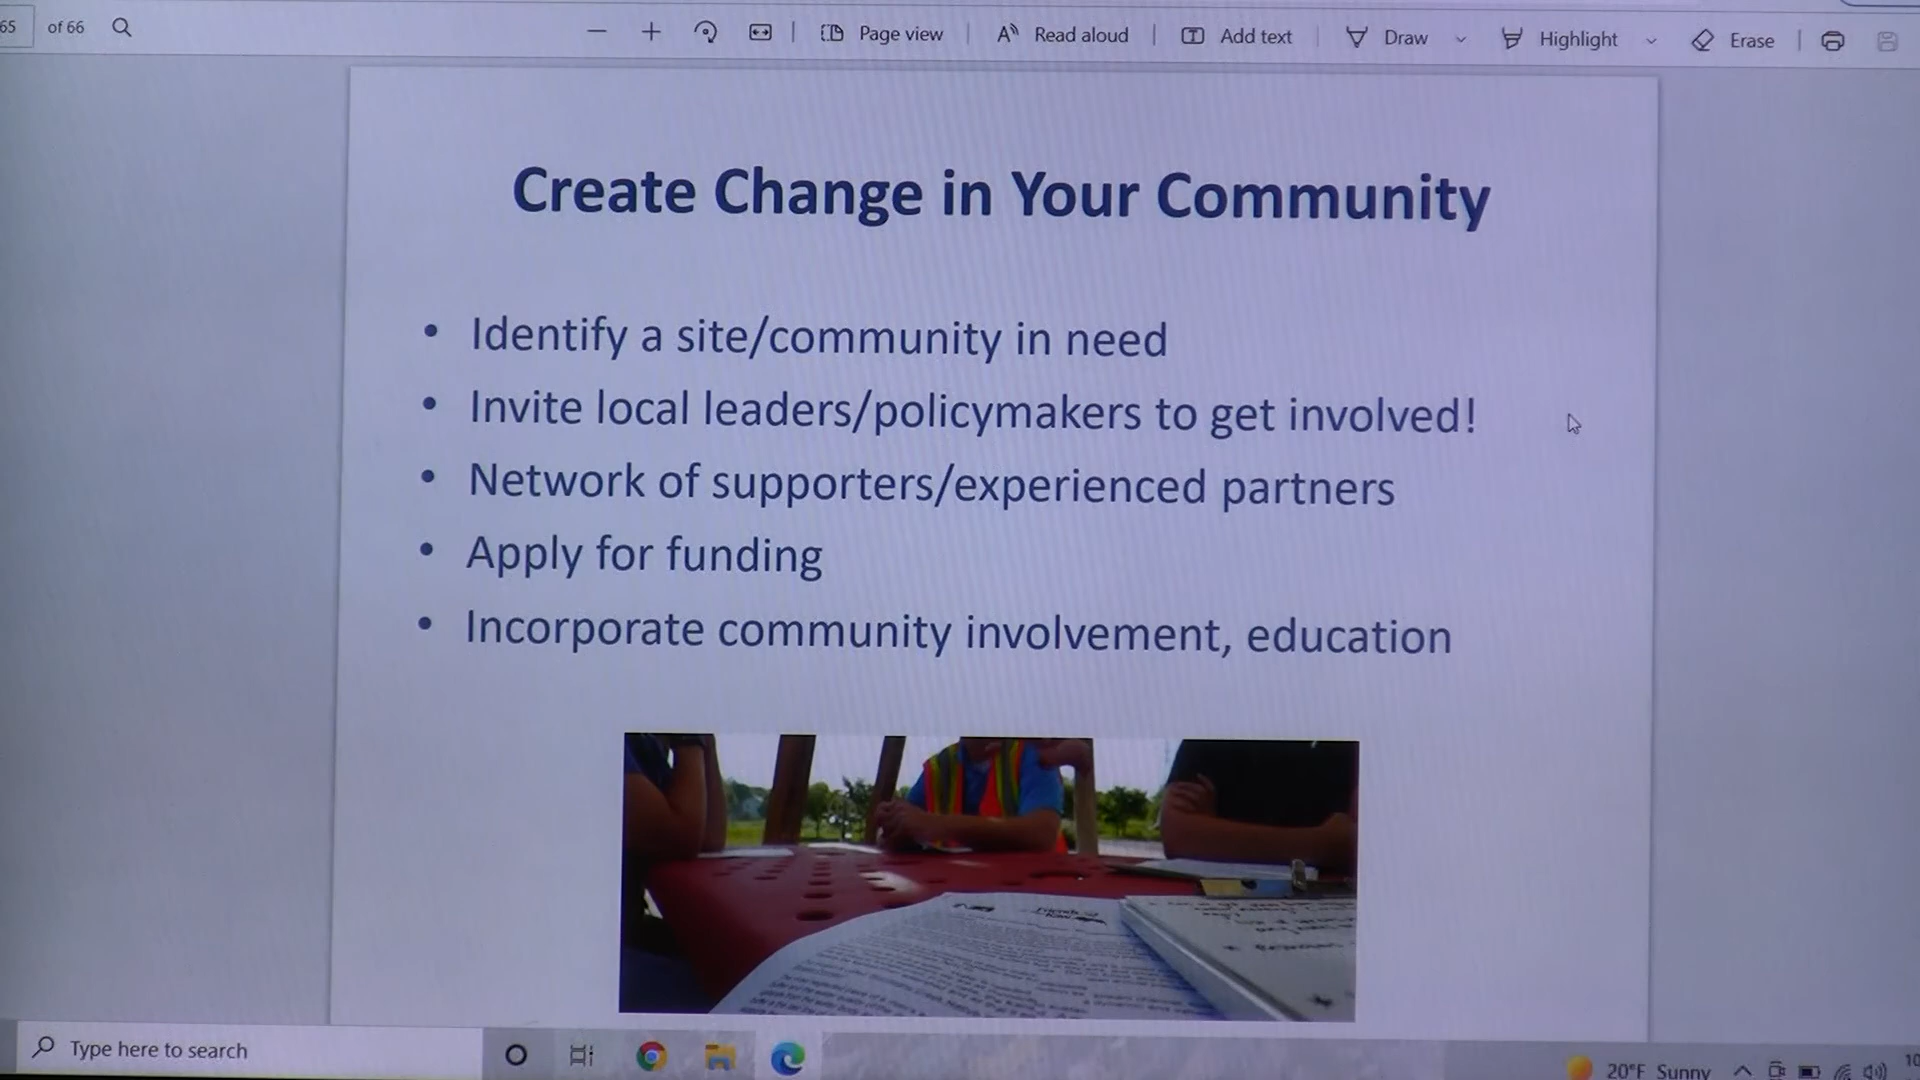 65 of 66
Page view
Read aloud
Add text
Draw
Highlight
Erase
Create Change in Your Community
• Identify a site/community in need
• Invite local leaders/policymakers to get involved!
• Network of supporters/experienced partners
• Apply for funding
• Incorporate community involvement, education
Type here to search
20°F Sunny
10